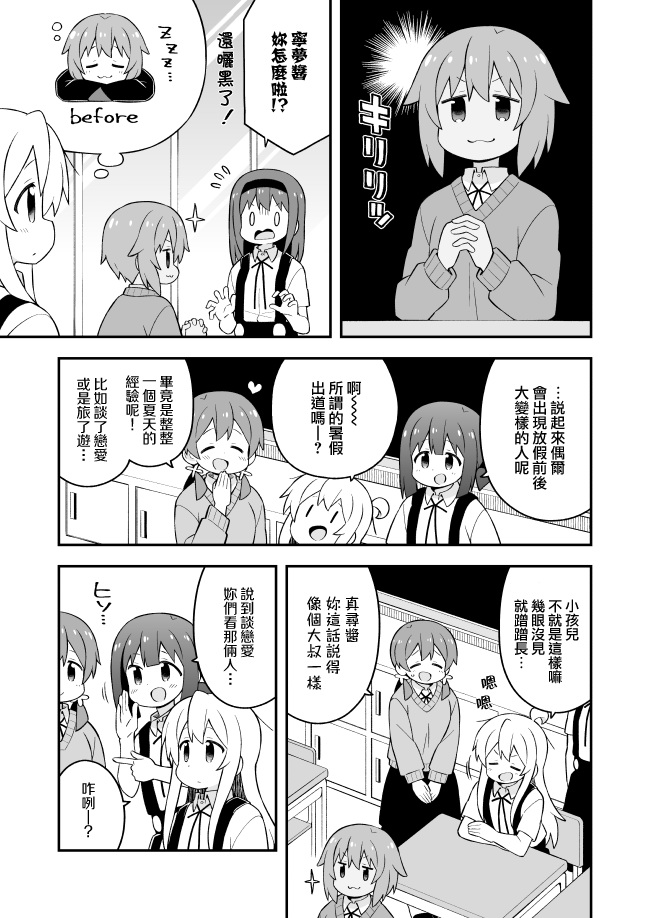 キリリッ
寧夢醬
妳怎麼啦!?
還曬黑了！
ZZZ…
before
…說起來偶爾
會出現放假前後
大變樣的人呢
啊～～
所謂的暑假
出道嗎ー？
畢竟是整整
一個夏天的
經驗呢！
比如談了戀愛
或是旅了遊…
小孩兒
不就是這樣嘛
幾眼沒見
就蹭蹭長…
嗯
嗯
真尋醬
妳這話說得
像個大叔一樣
說到談戀愛
妳們看那倆人…
ヒソ…
咋咧ー？